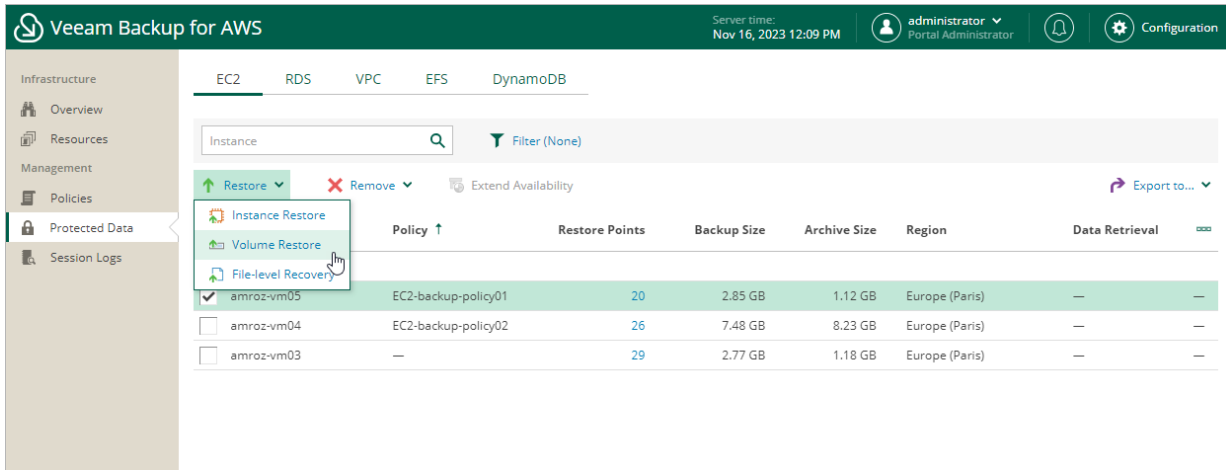 Veeam Backup for AWS
Server time:
Nov 16, 2023 12:09 PM
administrator
Portal Administrator
Configuration
Infrastructure
Overview
Resources
Management
Policies
Protected Data
Session Logs
EC2 RDS VPC EFS DynamoDB
Instance
Filter (None)
Restore Remove Extend Availability Export to...
Instance Restore
Volume Restore
File-level Recovery
Policy ↑ Restore Points Backup Size Archive Size Region Data Retrieval
amroz-vm05 EC2-backup-policy01 20 2.85 GB 1.12 GB Europe (Paris) — —
amroz-vm04 EC2-backup-policy02 26 7.48 GB 8.23 GB Europe (Paris) — —
amroz-vm03 — 29 2.77 GB 1.18 GB Europe (Paris) — —